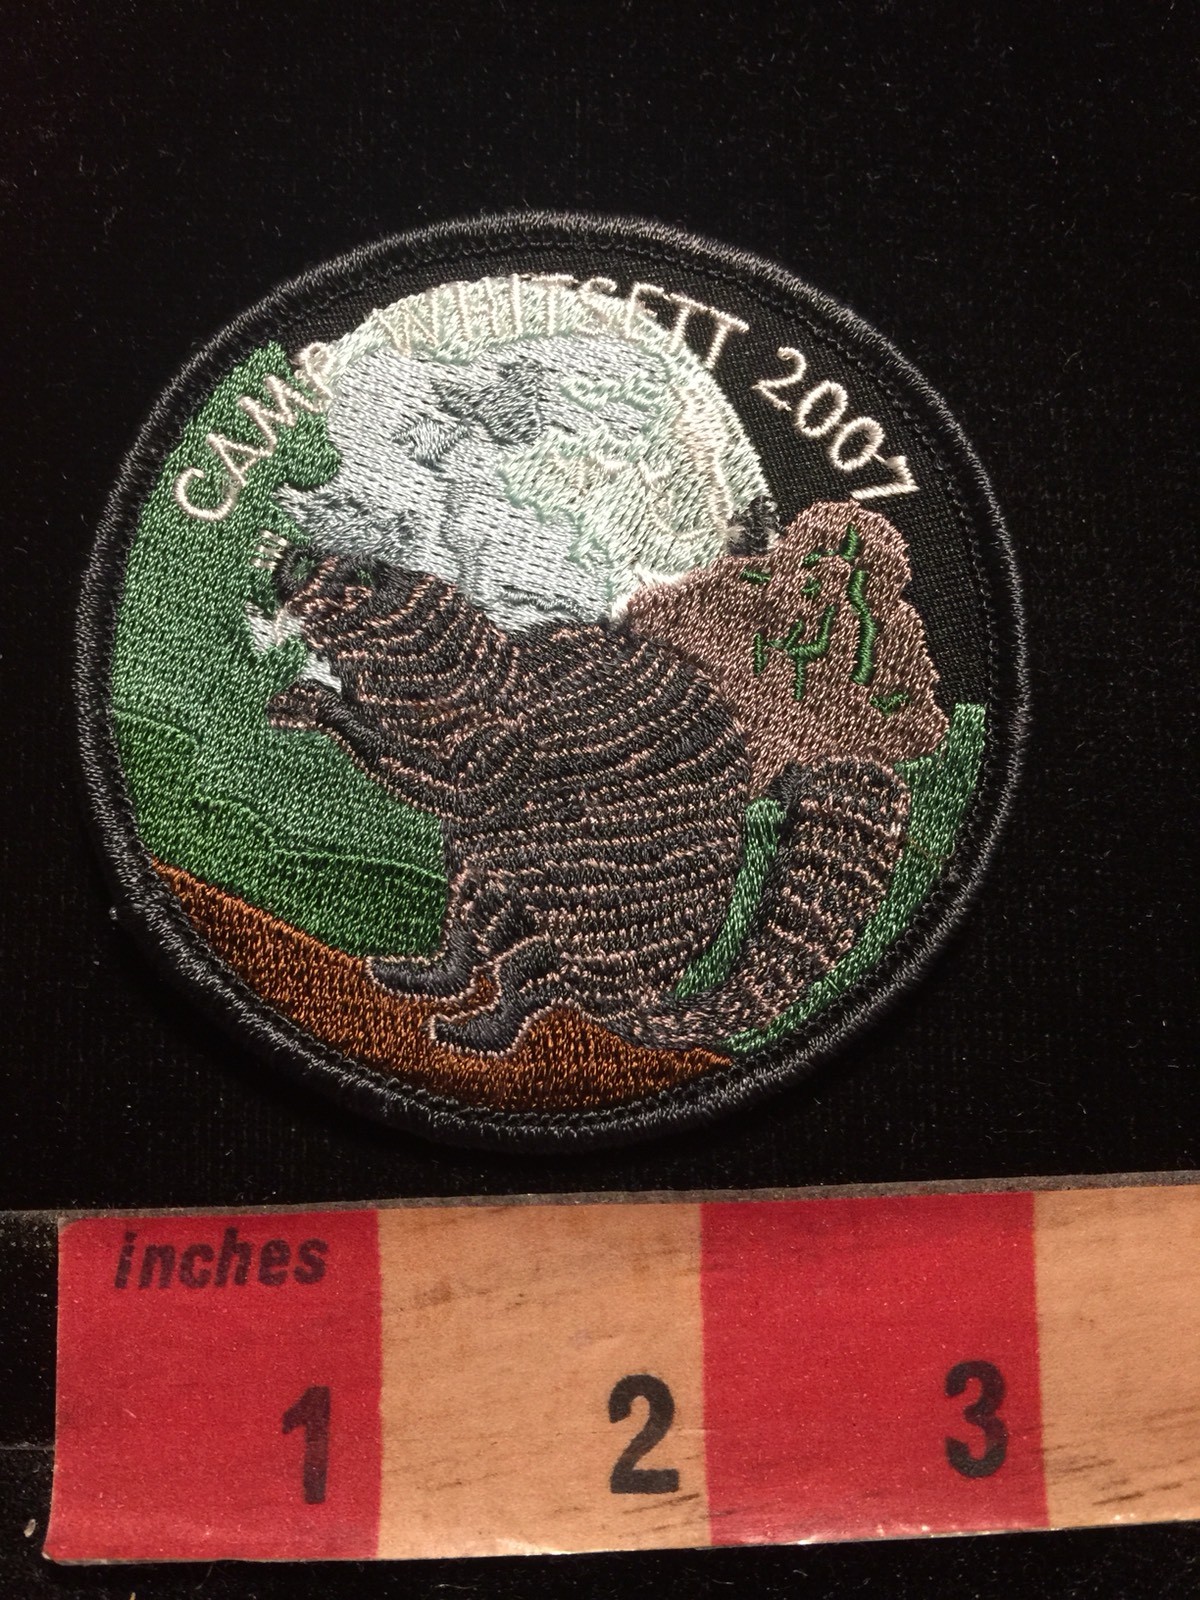 CAMP WHITSETT 2007
inches
1 2 3